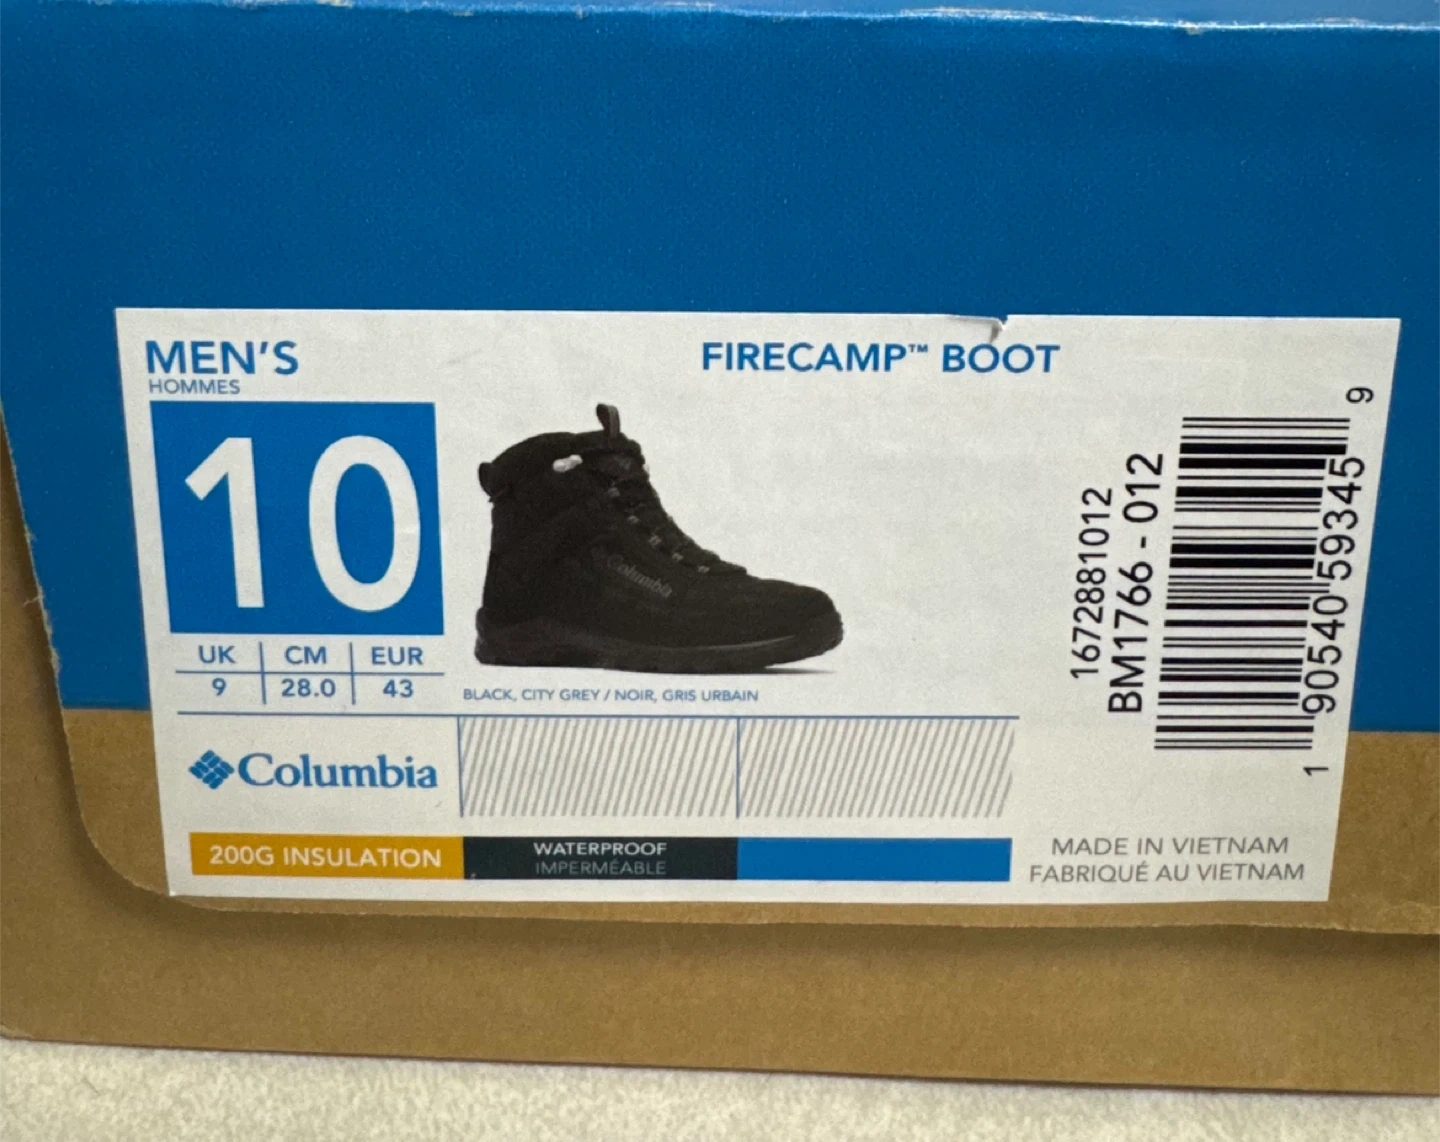 MEN'S
HOMMES
FIRECAMP™ BOOT
10
UK CM EUR
9 28.0 43
Columbia
BLACK, CITY GREY / NOIR, GRIS URBAIN
Columbia
200G INSULATION
WATERPROOF
IMPERMÉABLE
1672881012
BM1766 - 012
1 90540 59345 9
MADE IN VIETNAM
FABRIQUÉ AU VIETNAM